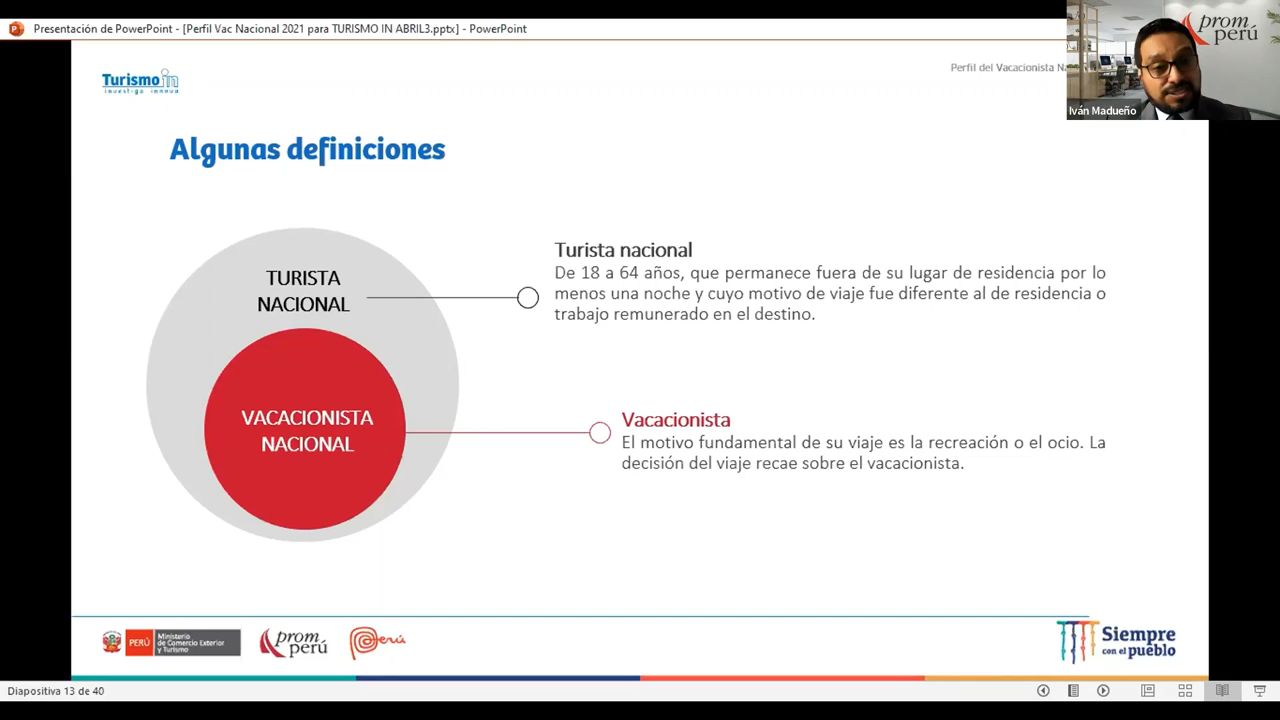 Presentación de PowerPoint - [Perfil Vac Nacional 2021 para TURISMO IN ABRIL3.pptx] - PowerPoint
prom
perú
Turismo in
investiga innova
Perfil del Vacacionista
Iván Madueño
Algunas definiciones
TURISTA
NACIONAL
Turista nacional
De 18 a 64 años, que permanece fuera de su lugar de residencia por lo
menos una noche y cuyo motivo de viaje fue diferente al de residencia o
trabajo remunerado en el destino.
VACACIONISTA
NACIONAL
Vacacionista
El motivo fundamental de su viaje es la recreación o el ocio. La
decisión del viaje recae sobre el vacacionista.
PERÚ
Ministerio
de Comercio Exterior
y Turismo
prom
perú
Perú
Siempre
con el pueblo
Diapositiva 13 de 40